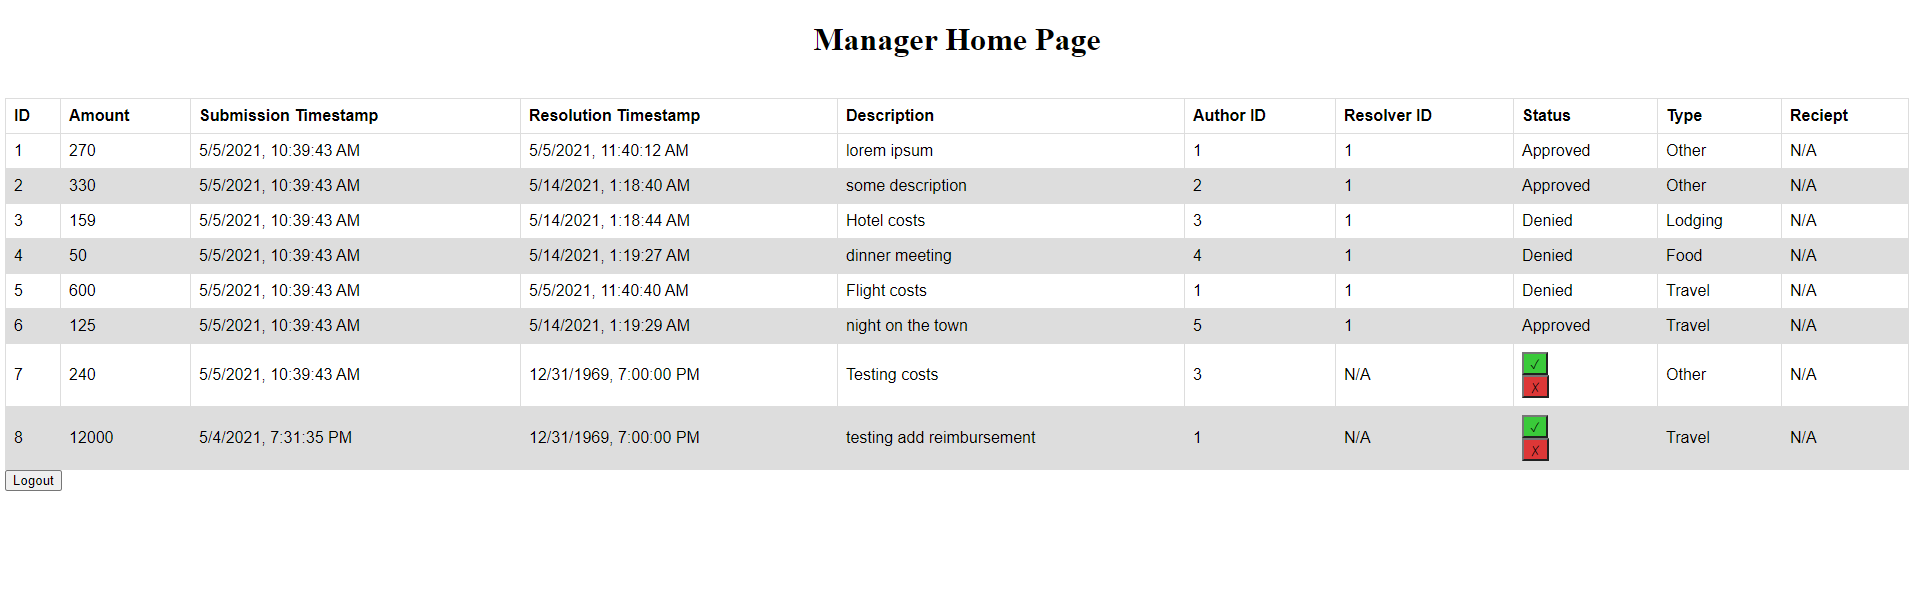 Manager Home Page
ID Amount Submission Timestamp Resolution Timestamp Description Author ID Resolver ID Status Type Reciept
1 270 5/5/2021, 10:39:43 AM 5/5/2021, 11:40:12 AM lorem ipsum 1 1 Approved Other N/A
2 330 5/5/2021, 10:39:43 AM 5/14/2021, 1:18:40 AM some description 2 1 Approved Other N/A
3 159 5/5/2021, 10:39:43 AM 5/14/2021, 1:18:44 AM Hotel costs 3 1 Denied Lodging N/A
4 50 5/5/2021, 10:39:43 AM 5/14/2021, 1:19:27 AM dinner meeting 4 1 Denied Food N/A
5 600 5/5/2021, 10:39:43 AM 5/5/2021, 11:40:40 AM Flight costs 1 1 Denied Travel N/A
6 125 5/5/2021, 10:39:43 AM 5/14/2021, 1:19:29 AM night on the town 5 1 Approved Travel N/A
7 240 5/5/2021, 10:39:43 AM 12/31/1969, 7:00:00 PM Testing costs 3 N/A ✓ X Other N/A
8 12000 5/4/2021, 7:31:35 PM 12/31/1969, 7:00:00 PM testing add reimbursement 1 N/A ✓ X Travel N/A
Logout